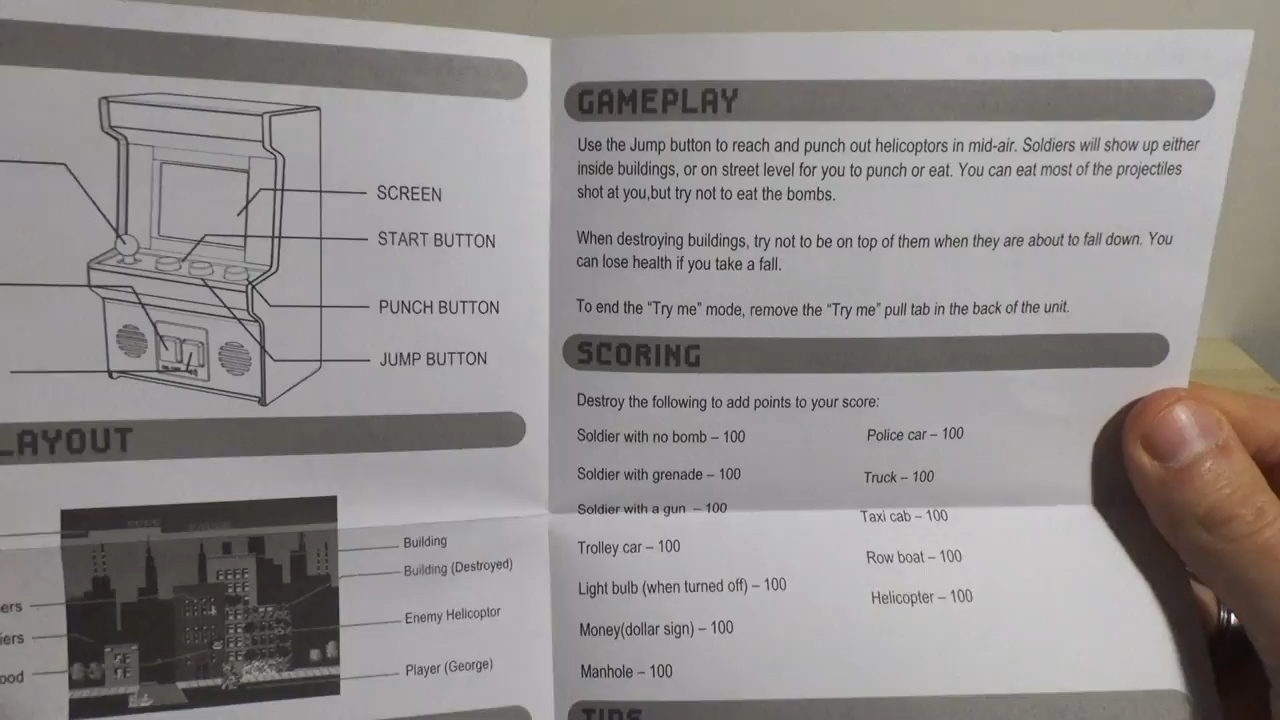 SCREEN
START BUTTON
PUNCH BUTTON
JUMP BUTTON
LAYOUT
Building
Building (Destroyed)
Enemy Helicoptor
Player (George)
ers
iers
ood
GAMEPLAY
Use the Jump button to reach and punch out helicoptors in mid-air. Soldiers will show up either
inside buildings, or on street level for you to punch or eat. You can eat most of the projectiles
shot at you,but try not to eat the bombs.
When destroying buildings, try not to be on top of them when they are about to fall down. You
can lose health if you take a fall.
To end the “Try me” mode, remove the “Try me” pull tab in the back of the unit.
SCORING
Destroy the following to add points to your score:
Soldier with no bomb – 100
Soldier with grenade – 100
Soldier with a gun – 100
Trolley car – 100
Light bulb (when turned off) – 100
Money(dollar sign) – 100
Manhole – 100
Police car – 100
Truck – 100
Taxi cab – 100
Row boat – 100
Helicopter – 100
TIPS